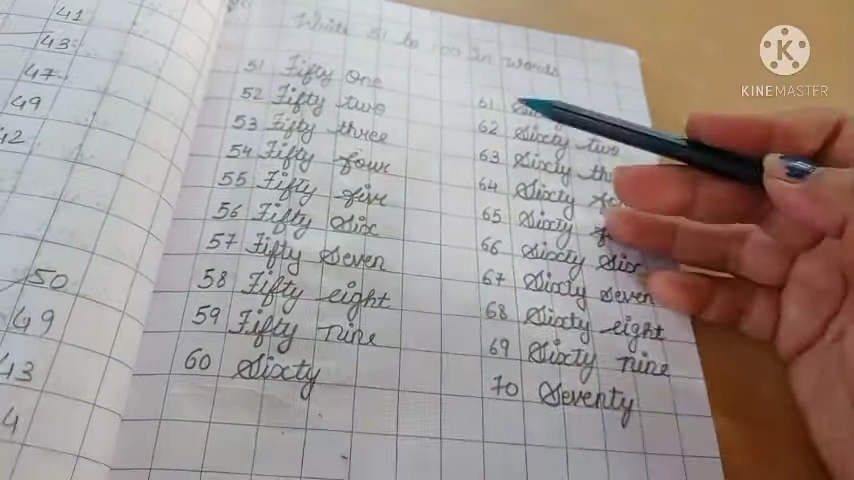 41
43
47
49
42
50
49
43
4
Write 51 to 100 in words
51 Fifty one
52 Fifty two
53 Fifty three
54 Fifty four
55 Fifty five
56 Fifty Six
57 Fifty Seven
58 Fifty eight
59 Fifty nine
60 Sixty
61
62 Sixty two
63 Sixty
64 Sixty
65 Sixty
66 Sixty Six
67 Sixty Seven
68 Sixty eight
69 Sixty nine
70 Seventy
K
KINEMASTER